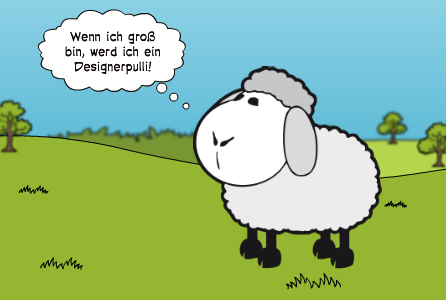 Wenn ich groß
bin, werd ich ein
Designerpulli!